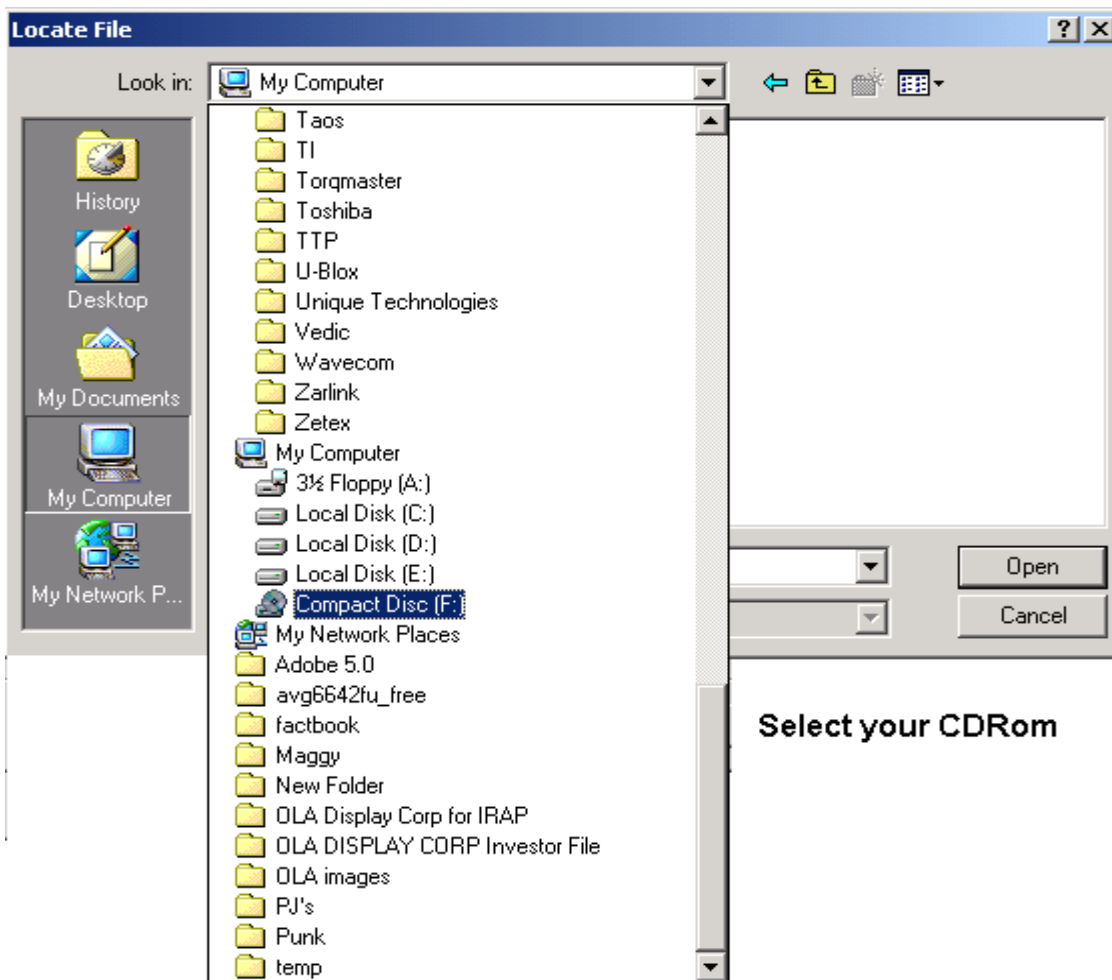 Locate File
Look in:
My Computer
History
Desktop
My Documents
My Computer
My Network P...
Taos
TI
Torqmaster
Toshiba
TTP
U-Blox
Unique Technologies
Vedic
Wavecom
Zarlink
Zetex
My Computer
3½ Floppy (A:)
Local Disk (C:)
Local Disk (D:)
Local Disk (E:)
Compact Disc (F:)
My Network Places
Adobe 5.0
avg6642fu_free
factbook
Maggy
New Folder
OLA Display Corp for IRAP
OLA DISPLAY CORP Investor File
OLA images
PJ's
Punk
temp
Open
Cancel
Select your CDRom